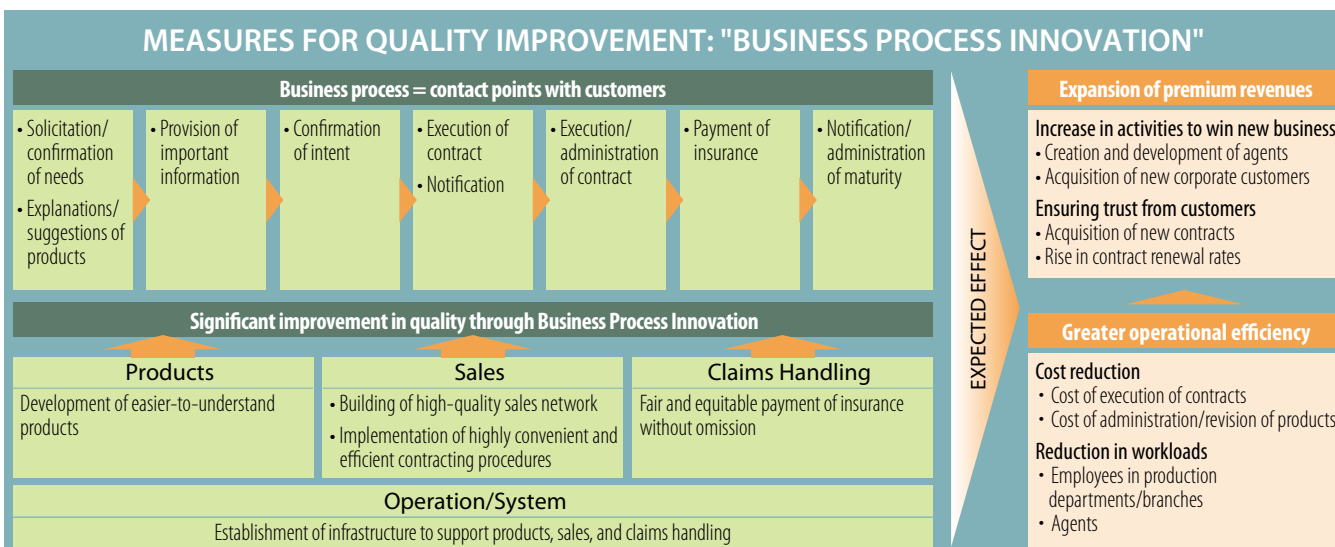 MEASURES FOR QUALITY IMPROVEMENT: "BUSINESS PROCESS INNOVATION"
Business process = contact points with customers
• Solicitation/
confirmation
of needs
• Explanations/
suggestions of
products
• Provision of
important
information
• Confirmation
of intent
• Execution of
contract
• Notification
• Execution/
administration
of contract
• Payment of
insurance
• Notification/
administration
of maturity
Significant improvement in quality through Business Process Innovation
Products
Development of easier-to-understand
products
Sales
• Building of high-quality sales network
• Implementation of highly convenient and
efficient contracting procedures
Claims Handling
Fair and equitable payment of insurance
without omission
Operation/System
Establishment of infrastructure to support products, sales, and claims handling
EXPECTED EFFECT
Expansion of premium revenues
Increase in activities to win new business
• Creation and development of agents
• Acquisition of new corporate customers
Ensuring trust from customers
• Acquisition of new contracts
• Rise in contract renewal rates
Greater operational efficiency
Cost reduction
• Cost of execution of contracts
• Cost of administration/revision of products
Reduction in workloads
• Employees in production
departments/branches
• Agents